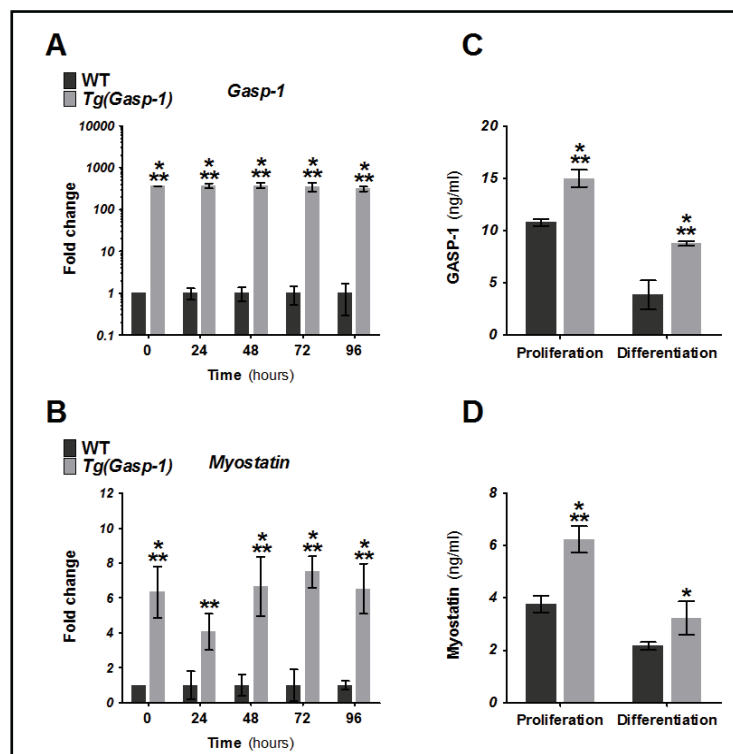 A
WT
Tg(Gasp-1)
Gasp-1
Fold change
10000
1000
100
10
1
0.1
* ** * ** * ** * ** * **
0 24 48 72 96
Time (hours)
B
WT
Tg(Gasp-1)
Myostatin
Fold change
12
10
8
6
4
2
0
* ** ** * ** * ** * **
0 24 48 72 96
Time (hours)
C
GASP-1 (ng/ml)
20
15
10
5
0
* ** * **
Proliferation Differentiation
D
Myostatin (ng/ml)
8
6
4
2
0
* ** *
Proliferation Differentiation